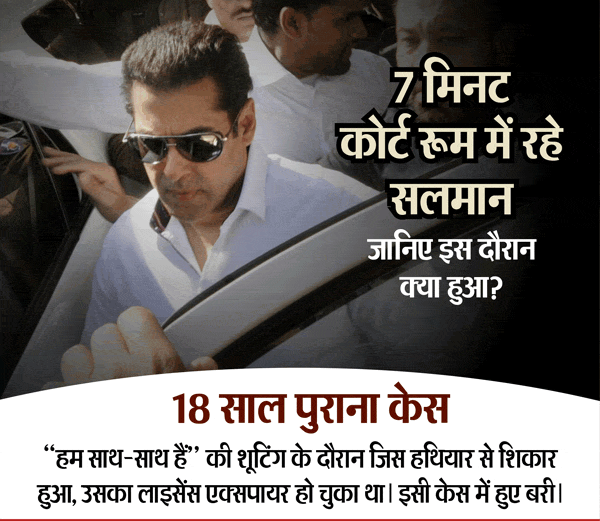 7 मिनट
कोर्ट रूम में रहे
सलमान
जानिए इस दौरान
क्या हुआ?
18 साल पुराना केस
“हम साथ-साथ हैं” की शूटिंग के दौरान जिस हथियार से शिकार
हुआ, उसका लाइसेंस एक्सपायर हो चुका था। इसी केस में हुए बरी।